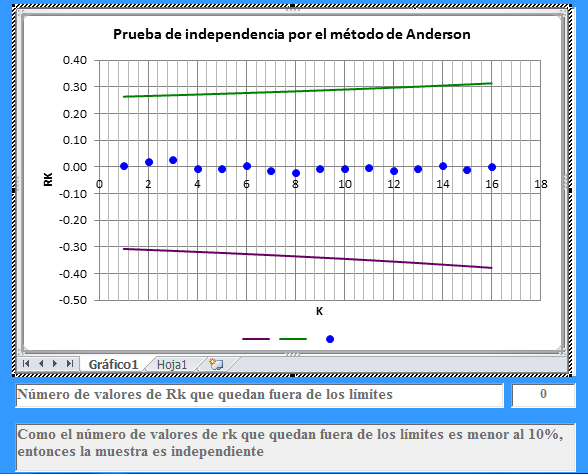 Prueba de independencia por el método de Anderson
0.40
0.30
0.20
0.10
0.00
-0.10
-0.20
-0.30
-0.40
-0.50
RK
0 2 4 6 8 10 12 14 16 18
K
Gráfico1 Hoja1
Número de valores de Rk que quedan fuera de los límites 0
Como el número de valores de rk que quedan fuera de los límites es menor al 10%,
entonces la muestra es independiente